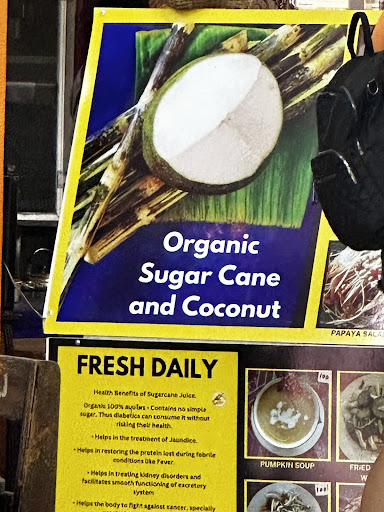 Organic
Sugar Cane
and Coconut
PAPAYA SALA
FRESH DAILY
Health Benefits of Sugarcane Juice.
Organic 100% - Contains no simple
sugar. Thus diabetics can consume it without
risking their health.
• Helps in the treatment of Jaundice.
• Helps in restoring the protein lost during febrile
conditions like Fever.
• Helps in treating kidney disorders and
facilitates smooth functioning of excretory
system
• Helps the body to fight against cancer, specially
100
100
PUMPKIN SOUP
FRIED
W
100